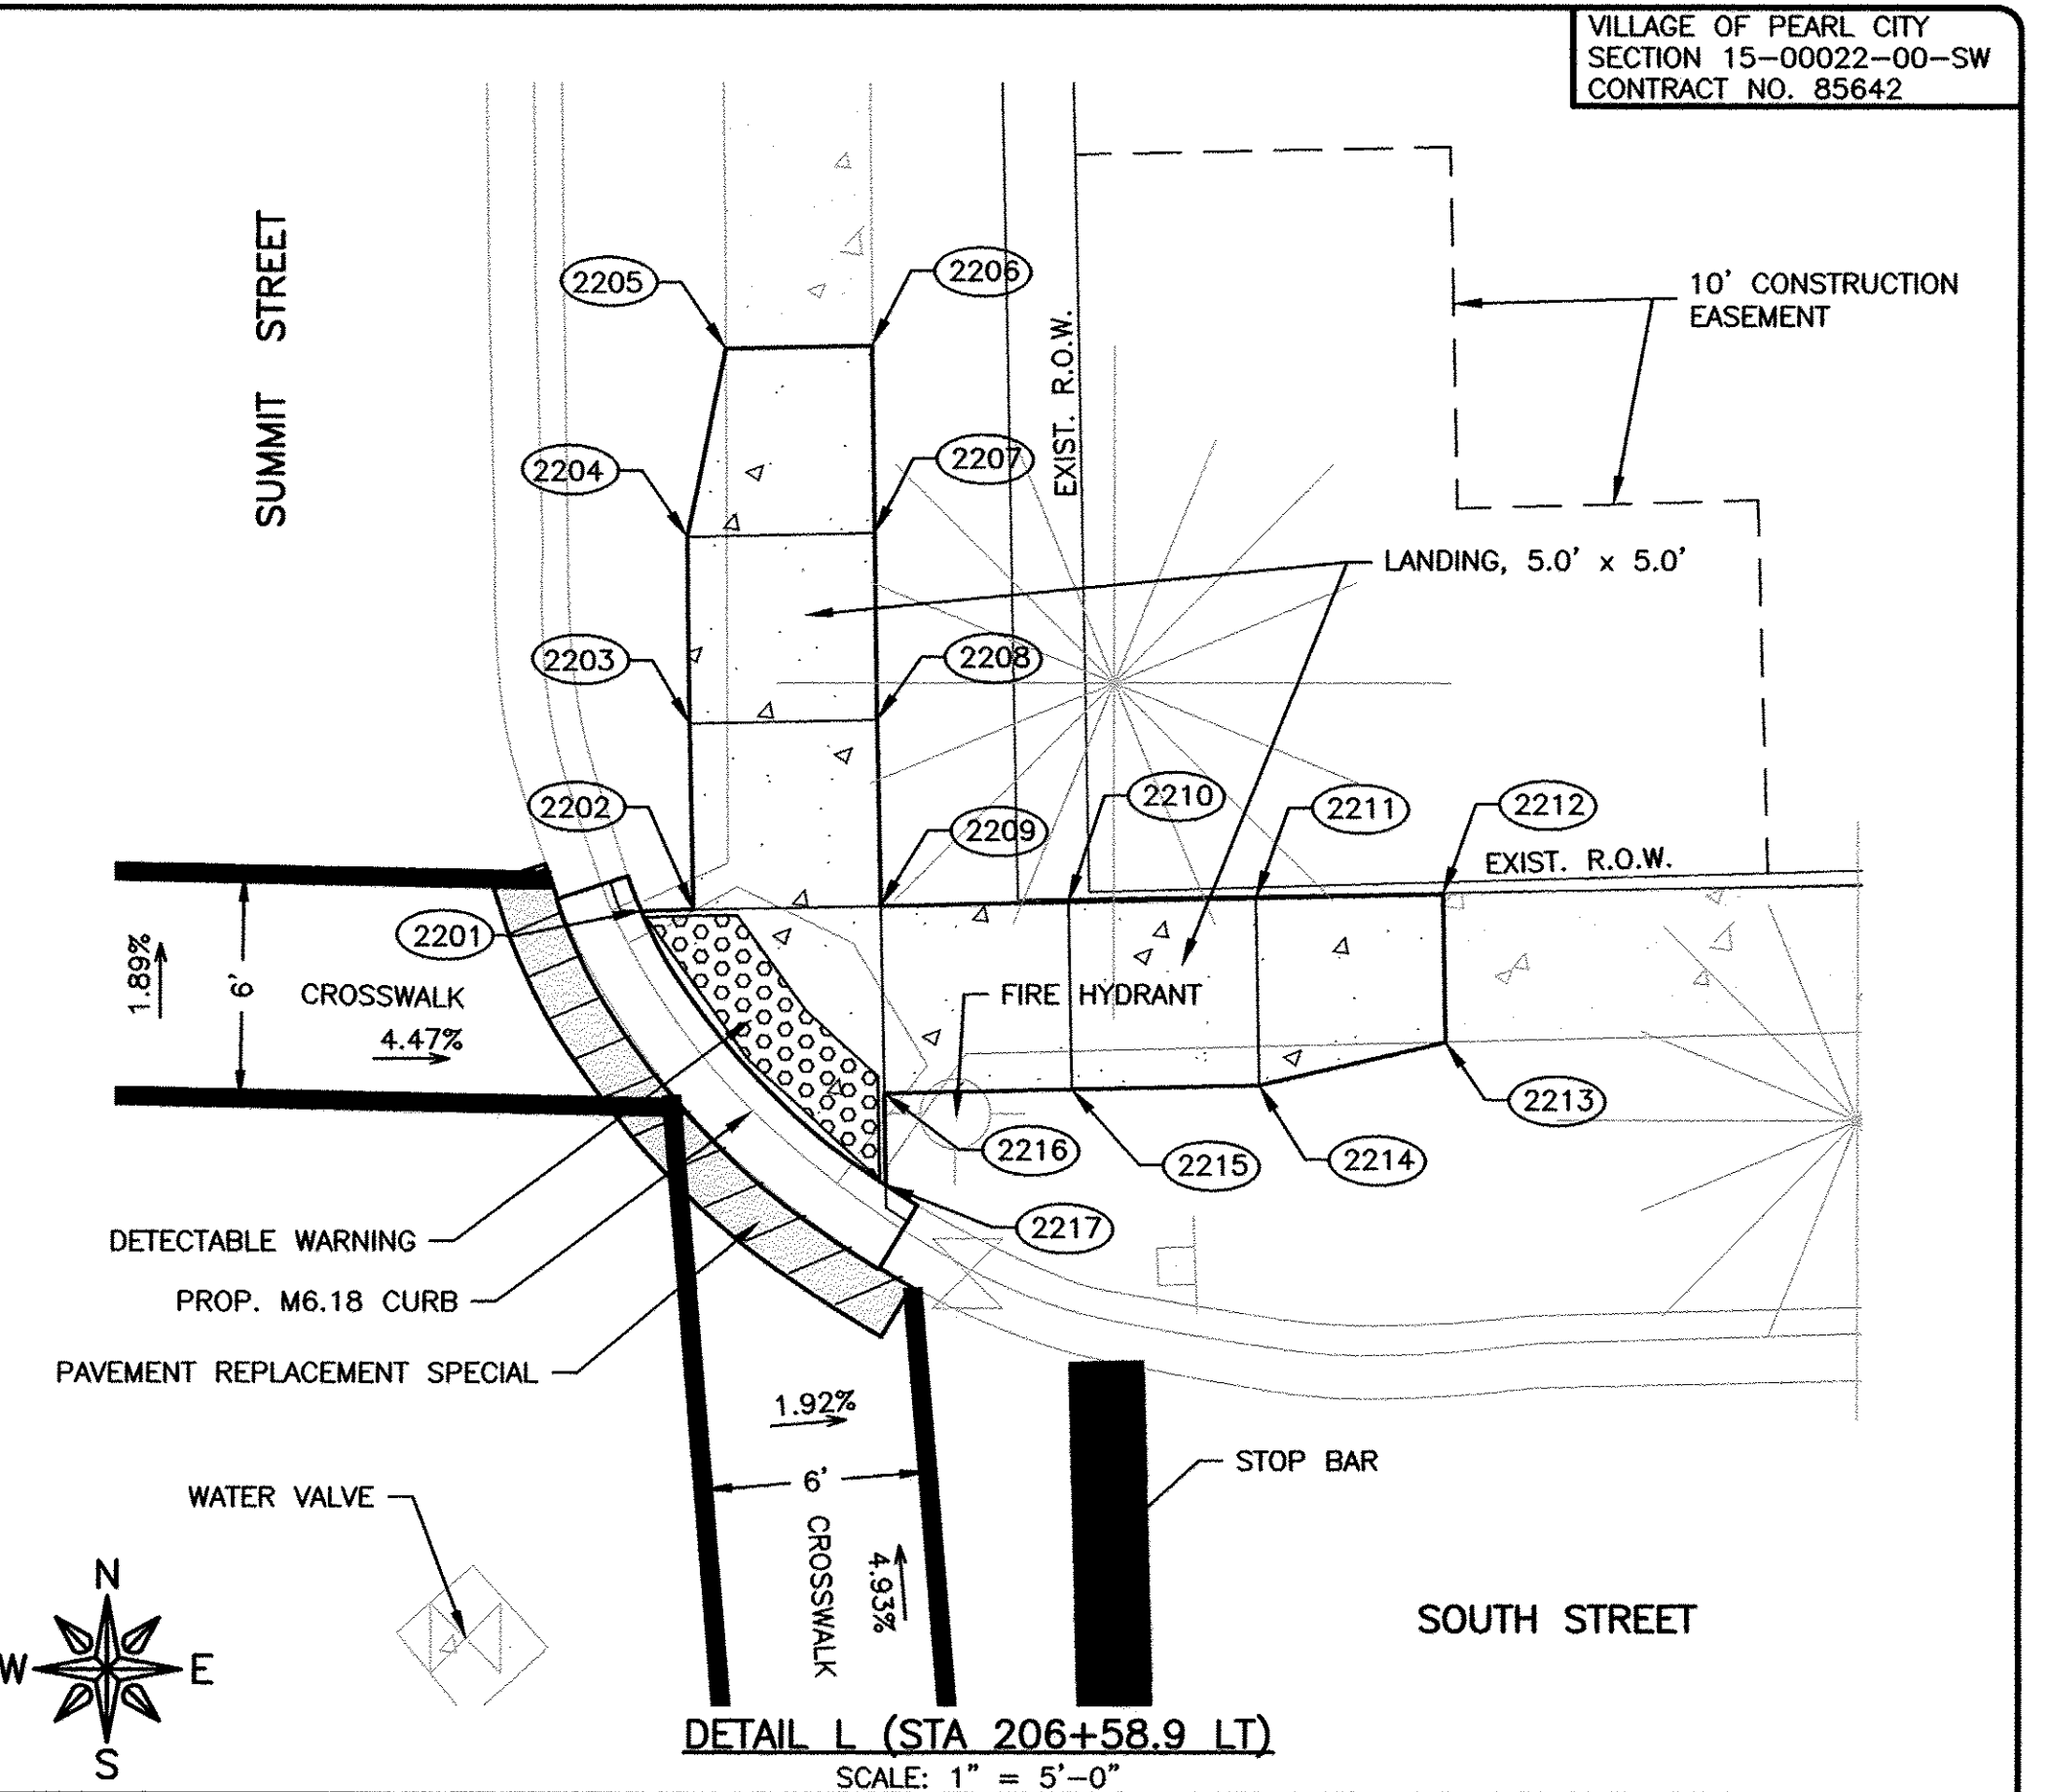 VILLAGE OF PEARL CITY
SECTION 15-00022-00-SW
CONTRACT NO. 85642
SUMMIT STREET
2205
2206
EXIST. R.O.W.
10' CONSTRUCTION
EASEMENT
2204
2207
LANDING, 5.0' x 5.0'
2203
2208
2202
2209
2210
2211
2212
EXIST. R.O.W.
2201
1.89%
6'
CROSSWALK
4.47%
FIRE HYDRANT
2213
2216
2215
2214
2217
DETECTABLE WARNING
PROP. M6.18 CURB
PAVEMENT REPLACEMENT SPECIAL
1.92%
6'
CROSSWALK
4.93%
STOP BAR
WATER VALVE
SOUTH STREET
N
W
E
S
DETAIL L (STA 206+58.9 LT)
SCALE: 1" = 5'-0"